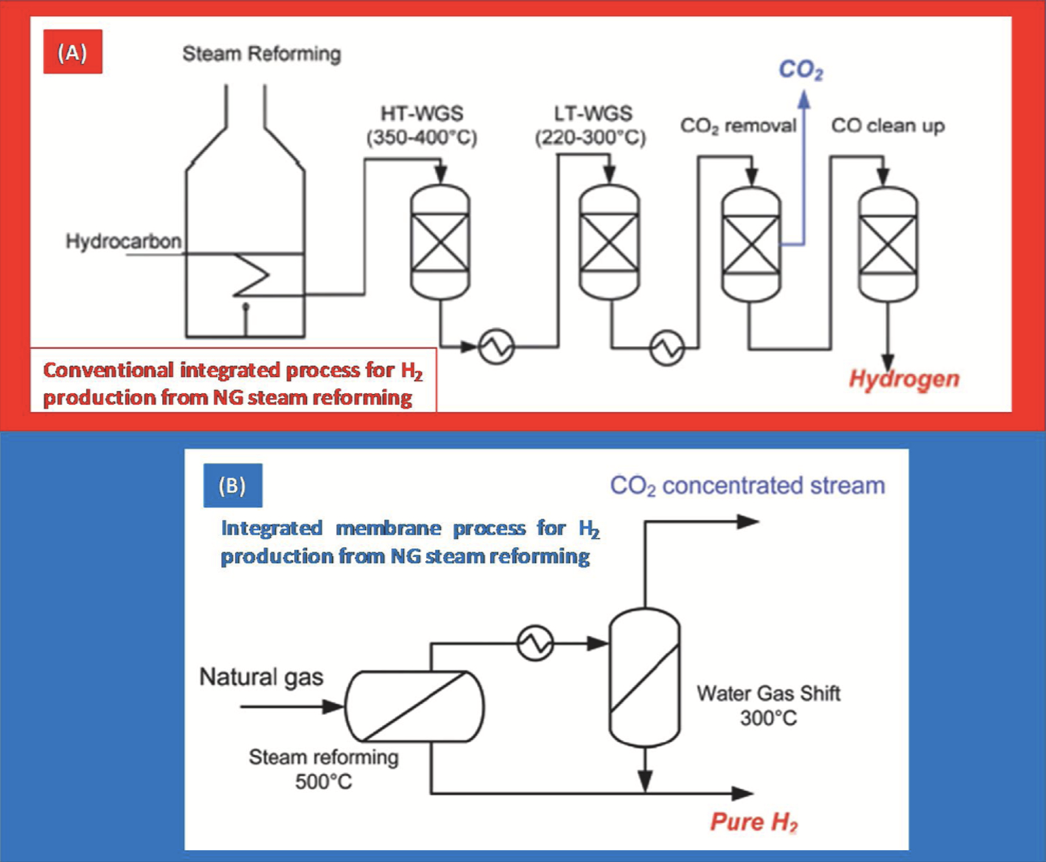 (A)
Steam Reforming
HT-WGS
(350-400°C)
LT-WGS
(220-300°C)
CO₂ removal
CO₂
CO clean up
Hydrocarbon
Hydrogen
Conventional integrated process for H₂
production from NG steam reforming
(B)
Integrated membrane process for H₂
production from NG steam reforming
CO₂ concentrated stream
Natural gas
Steam reforming
500°C
Water Gas Shift
300°C
Pure H₂